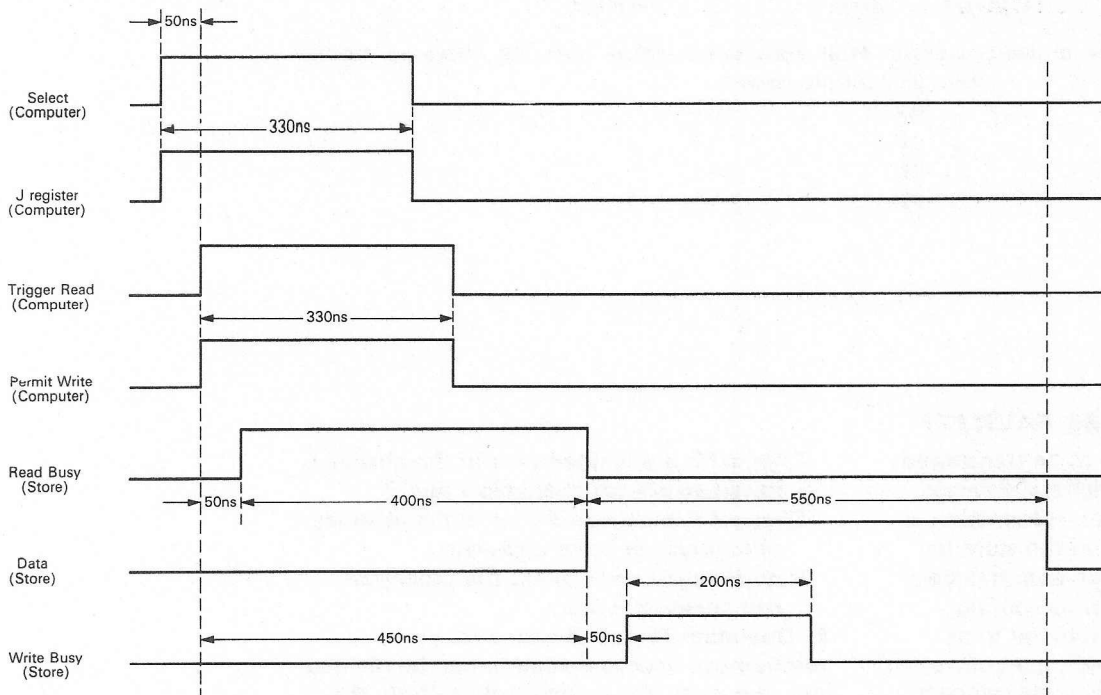 50ns
Select
(Computer)
330ns
J register
(Computer)
Trigger Read
(Computer)
330ns
Permit Write
(Computer)
Read Busy
(Store)
50ns
400ns
550ns
Data
(Store)
200ns
450ns
50ns
Write Busy
(Store)